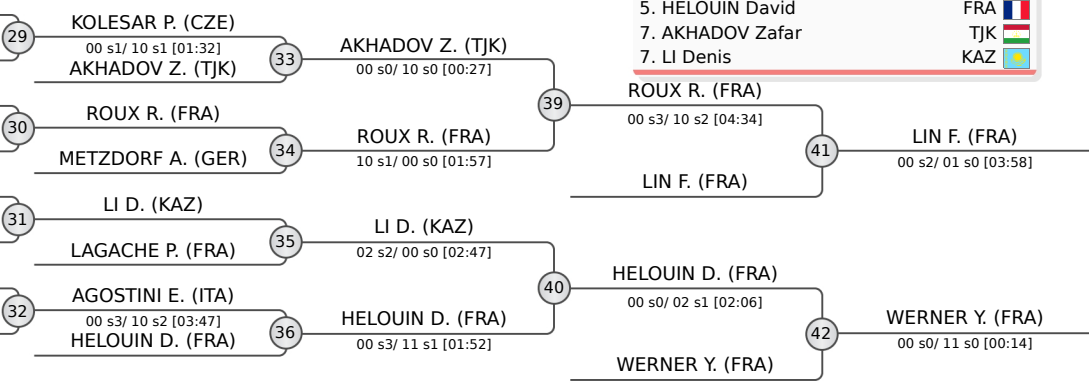 5. HELOUIN David FRA
7. AKHADOV Zafar TJK
7. LI Denis KAZ
29
KOLESAR P. (CZE)
00 s1/ 10 s1 [01:32]
AKHADOV Z. (TJK)
33
AKHADOV Z. (TJK)
00 s0/ 10 s0 [00:27]
30
ROUX R. (FRA)
METZDORF A. (GER)
34
ROUX R. (FRA)
10 s1/ 00 s0 [01:57]
39
ROUX R. (FRA)
00 s3/ 10 s2 [04:34]
LIN F. (FRA)
41
LIN F. (FRA)
00 s2/ 01 s0 [03:58]
31
LI D. (KAZ)
LAGACHE P. (FRA)
35
LI D. (KAZ)
02 s2/ 00 s0 [02:47]
32
AGOSTINI E. (ITA)
00 s3/ 10 s2 [03:47]
HELOUIN D. (FRA)
36
HELOUIN D. (FRA)
00 s3/ 11 s1 [01:52]
40
HELOUIN D. (FRA)
00 s0/ 02 s1 [02:06]
WERNER Y. (FRA)
42
WERNER Y. (FRA)
00 s0/ 11 s0 [00:14]